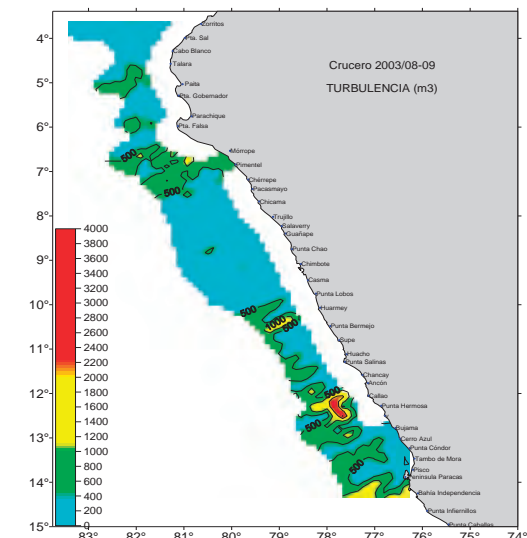 4°
5°
6°
7°
8°
9°
10°
11°
12°
13°
14°
15°
83°
82°
81°
80°
79°
78°
77°
76°
75°
74°
Crucero 2003/08-09
TURBULENCIA (m3)
Zorritos
Pta. Sal
Cabo Blanco
Talara
Paita
Pta. Gobernador
Parachique
Pta. Falsa
Mórrope
Pimentel
Chérrepe
Pacasmayo
Chicama
Trujillo
Salaverry
Guañape
Punta Chao
Chimbote
Casma
Punta Lobos
Huarmey
Punta Bermejo
Supe
Huacho
Punta Salinas
Chancay
Ancón
Callao
Punta Hermosa
Bujama
Cerro Azul
Punta Cóndor
Tambo de Mora
Pisco
Peninsula Paracas
Bahía Independencia
Punta Infiernillos
Punta Caballas
500
500
500
1000
500
500
500
500
4000
3800
3600
3400
3200
3000
2800
2600
2400
2200
2000
1800
1600
1400
1200
1000
800
600
400
200
0